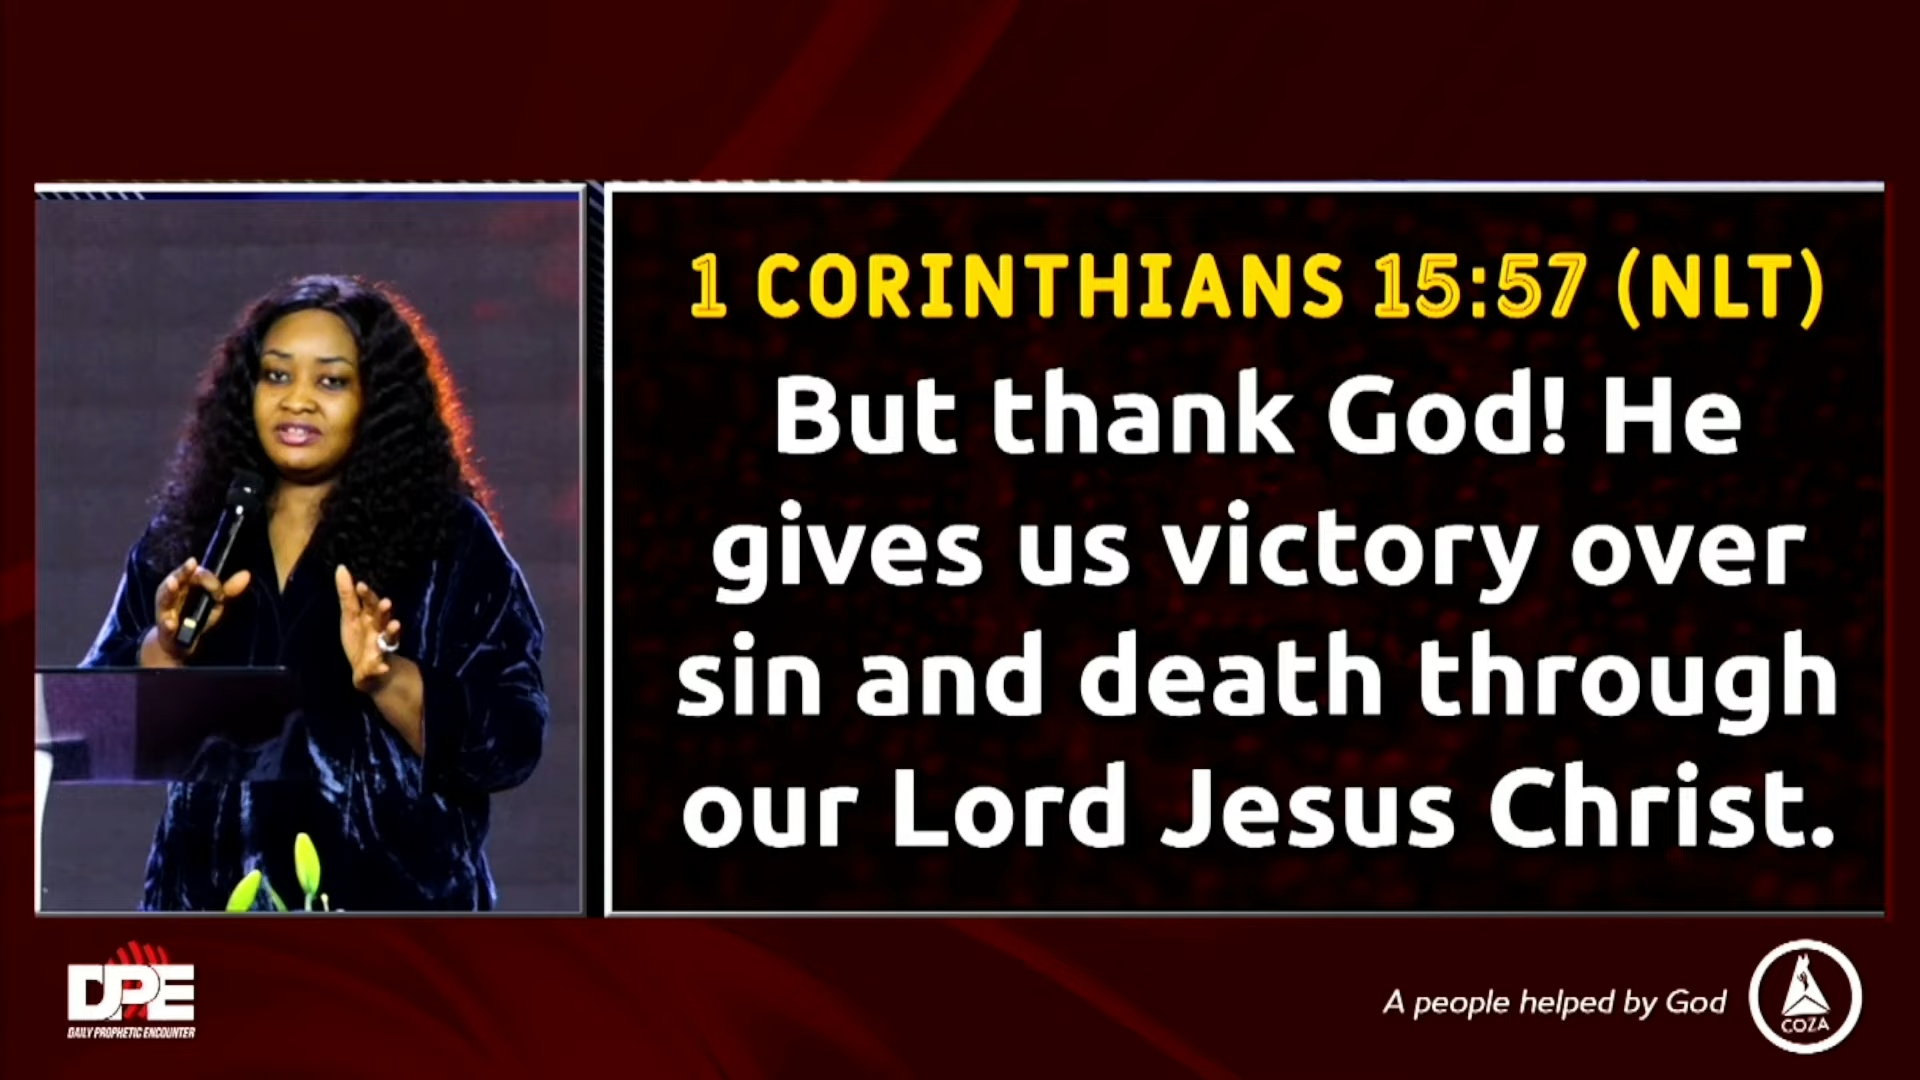 1 CORINTHIANS 15:57 (NLT)
But thank God! He
gives us victory over
sin and death through
our Lord Jesus Christ.
DPE
DAILY PROPHETIC ENCOUNTER
A people helped by God
COZA